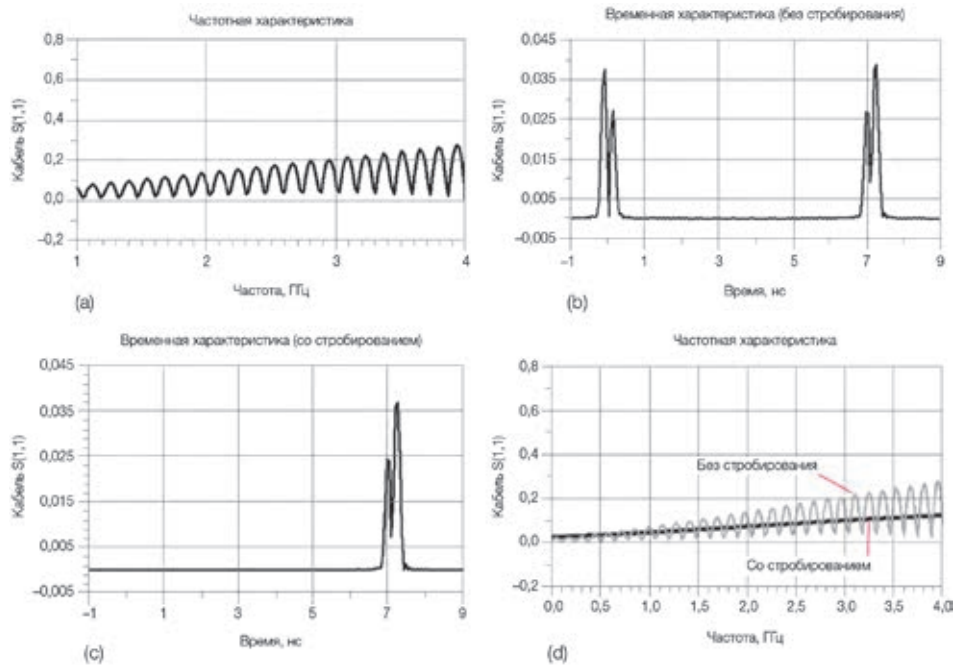 Частотная характеристика
0,8
0,6
0,4
0,2
0,0
–0,2
Кабель S(1,1)
1
2
3
4
Частота, ГГц
(a)
Временная характеристика (без стробирования)
0,045
0,035
0,025
0,015
0,005
–0,005
Кабель S(1,1)
–1
1
3
5
7
9
Время, нс
(b)
Временная характеристика (со стробированием)
0,045
0,035
0,025
0,015
0,005
–0,005
Кабель S(1,1)
–1
1
3
5
7
9
Время, нс
(c)
Частотная характеристика
0,8
0,6
0,4
0,2
0,0
–0,2
Кабель S(1,1)
Без стробирования
Со стробированием
0,0
0,5
1,0
1,5
2,0
2,5
3,0
3,5
4,0
Частота, ГГц
(d)